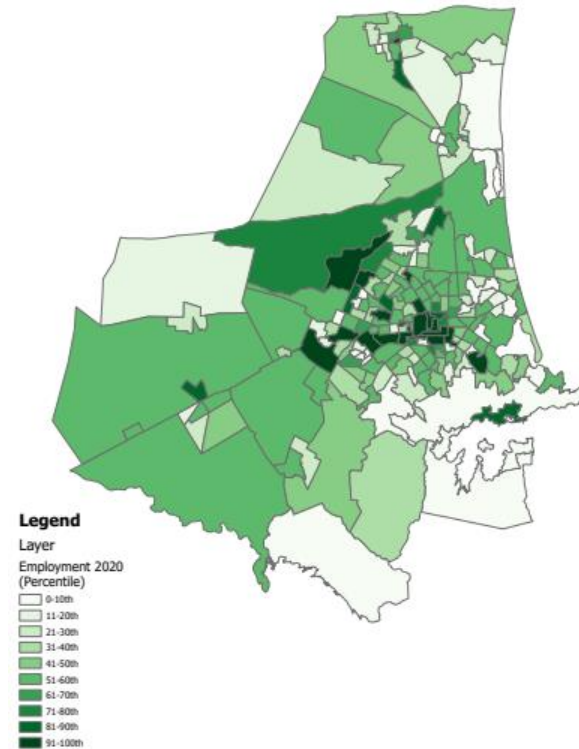 Legend
Layer
Employment 2020
(Percentile)
0-10th
11-20th
21-30th
31-40th
41-50th
51-60th
61-70th
71-80th
81-90th
91-100th